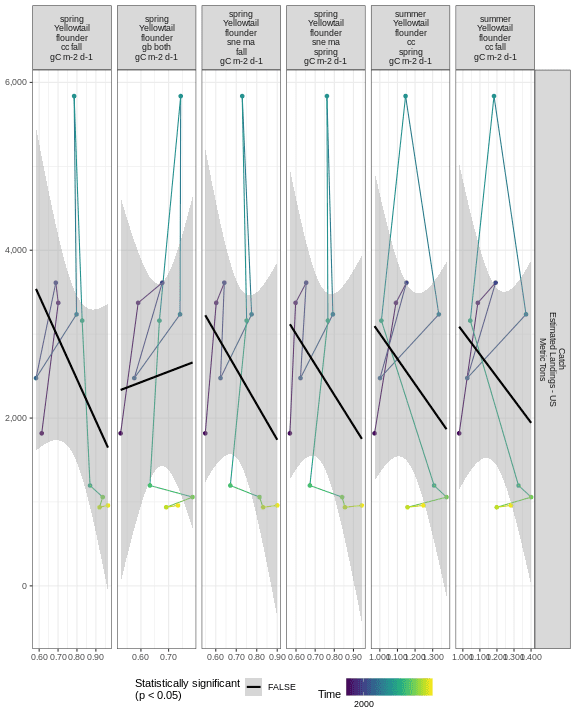 spring
Yellowtail
flounder
cc fall
gC m-2 d-1
spring
Yellowtail
flounder
gb both
gC m-2 d-1
spring
Yellowtail
flounder
sne ma
fall
gC m-2 d-1
spring
Yellowtail
flounder
sne ma
spring
gC m-2 d-1
summer
Yellowtail
flounder
cc
spring
gC m-2 d-1
summer
Yellowtail
flounder
cc fall
gC m-2 d-1
6,000
4,000
2,000
0
Catch
Estimated Landings - US
Metric Tons
0.60 0.70 0.80 0.90
0.60 0.70
0.60 0.70 0.80 0.90
0.60 0.70 0.80 0.90
1.000 1.100 1.200 1.300
1.000 1.100 1.200 1.300 1.400
Statistically significant
(p < 0.05)
FALSE
Time
2000